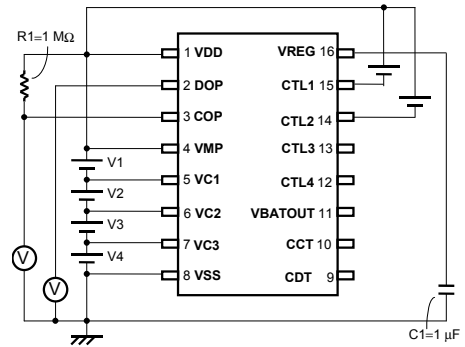 R1=1 MΩ
1 VDD
2 DOP
3 COP
4 VMP
5 VC1
6 VC2
7 VC3
8 VSS
VREG 16
CTL1 15
CTL2 14
CTL3 13
CTL4 12
VBATOUT 11
CCT 10
CDT 9
V1
V2
V3
V4
V
V
C1=1 μF